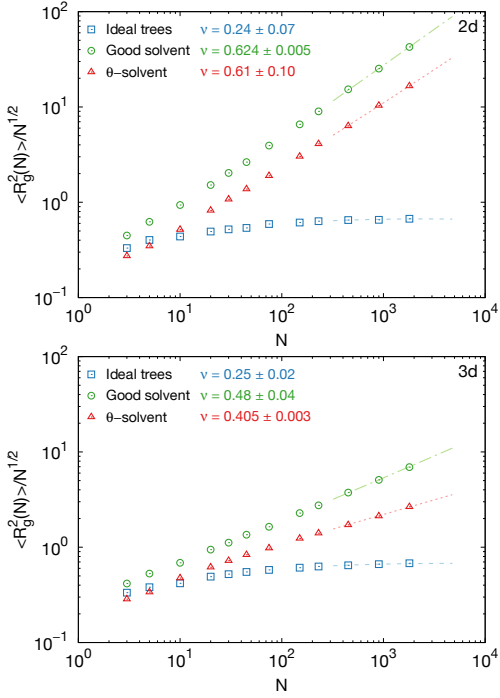 10²
10¹
10⁰
10⁻¹
<R_g²(N)>/N^{1/2}
2d
Ideal trees ν = 0.24 ± 0.07
Good solvent ν = 0.624 ± 0.005
θ−solvent ν = 0.61 ± 0.10
10⁰ 10¹ 10² 10³ 10⁴
N
10²
10¹
10⁰
10⁻¹
<R_g²(N)>/N^{1/2}
3d
Ideal trees ν = 0.25 ± 0.02
Good solvent ν = 0.48 ± 0.04
θ−solvent ν = 0.405 ± 0.003
10⁰ 10¹ 10² 10³ 10⁴
N